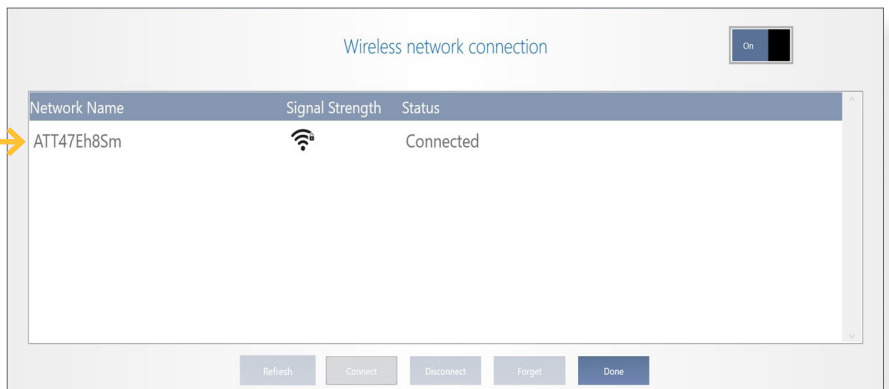 Wireless network connection
On
Network Name Signal Strength Status
ATT47Eh8Sm Connected
Refresh Connect Disconnect Forget Done